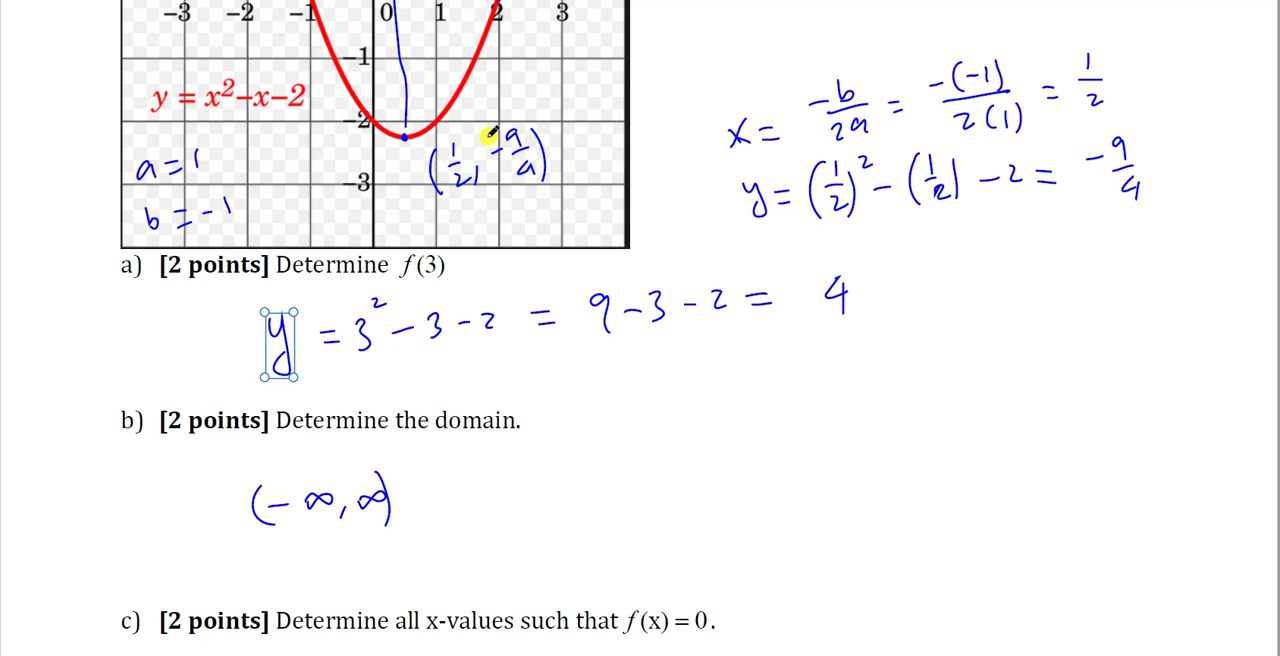 -3 -2 -1 0 1 2 3
-1
y = x²-x-2
-2
-3
a = 1
b = -1
(1/2, -9/4)
x = -b/2a = -(-1)/2(1) = 1/2
y = (1/2)² - (1/2) - 2 = -9/4
a) [2 points] Determine f(3)
y = 3² - 3 - 2 = 9 - 3 - 2 = 4
b) [2 points] Determine the domain.
(-∞, ∞)
c) [2 points] Determine all x-values such that f(x) = 0.